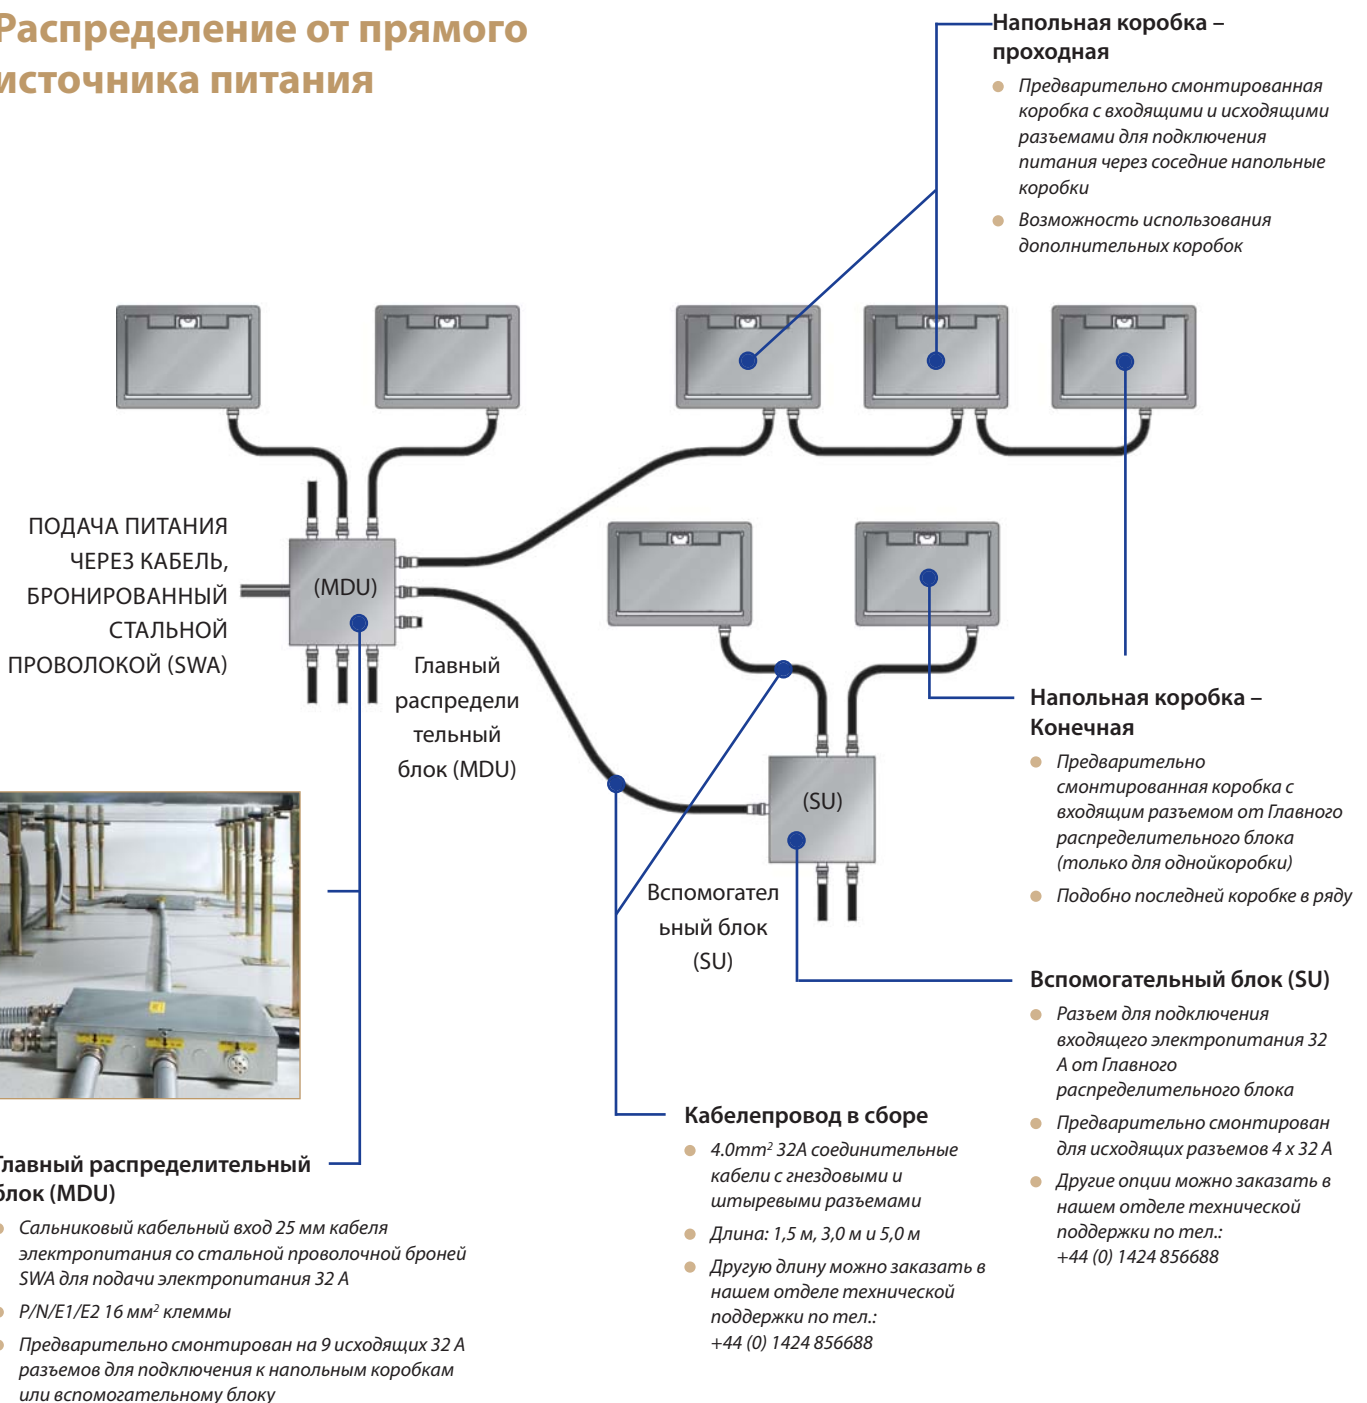 Распределение от прямого
источника питания
Напольная коробка –
проходная
Предварительно смонтированная
коробка с входящими и исходящими
разъемами для подключения
питания через соседние напольные
коробки
Возможность использования
дополнительных коробок
ПОДАЧА ПИТАНИЯ
ЧЕРЕЗ КАБЕЛЬ,
БРОНИРОВАННЫЙ
СТАЛЬНОЙ
ПРОВОЛОКОЙ (SWA)
(MDU)
Главный
распредели
тельный
блок (MDU)
(SU)
Вспомогател
ьный блок
(SU)
Напольная коробка –
Конечная
Предварительно
смонтированная коробка с
входящим разъемом от Главного
распределительного блока
(только для однойкоробки)
Подобно последней коробке в ряду
Вспомогательный блок (SU)
Разъем для подключения
входящего электропитания 32
А от Главного
распределительного блока
Предварительно смонтирован
для исходящих разъемов 4 x 32 А
Другие опции можно заказать в
нашем отделе технической
поддержки по тел.:
+44 (0) 1424 856688
Кабелепровод в сборе
4.0mm² 32A соединительные
кабели с гнездовыми и
штыревыми разъемами
Длина: 1,5 м, 3,0 м и 5,0 м
Другую длину можно заказать в
нашем отделе технической
поддержки по тел.:
+44 (0) 1424 856688
Главный распределительный
блок (MDU)
Сальниковый кабельный вход 25 мм кабеля
электропитания со стальной проволочной броней
SWA для подачи электропитания 32 А
P/N/E1/E2 16 мм² клеммы
Предварительно смонтирован на 9 исходящих 32 А
разъемов для подключения к напольным коробкам
или вспомогательному блоку